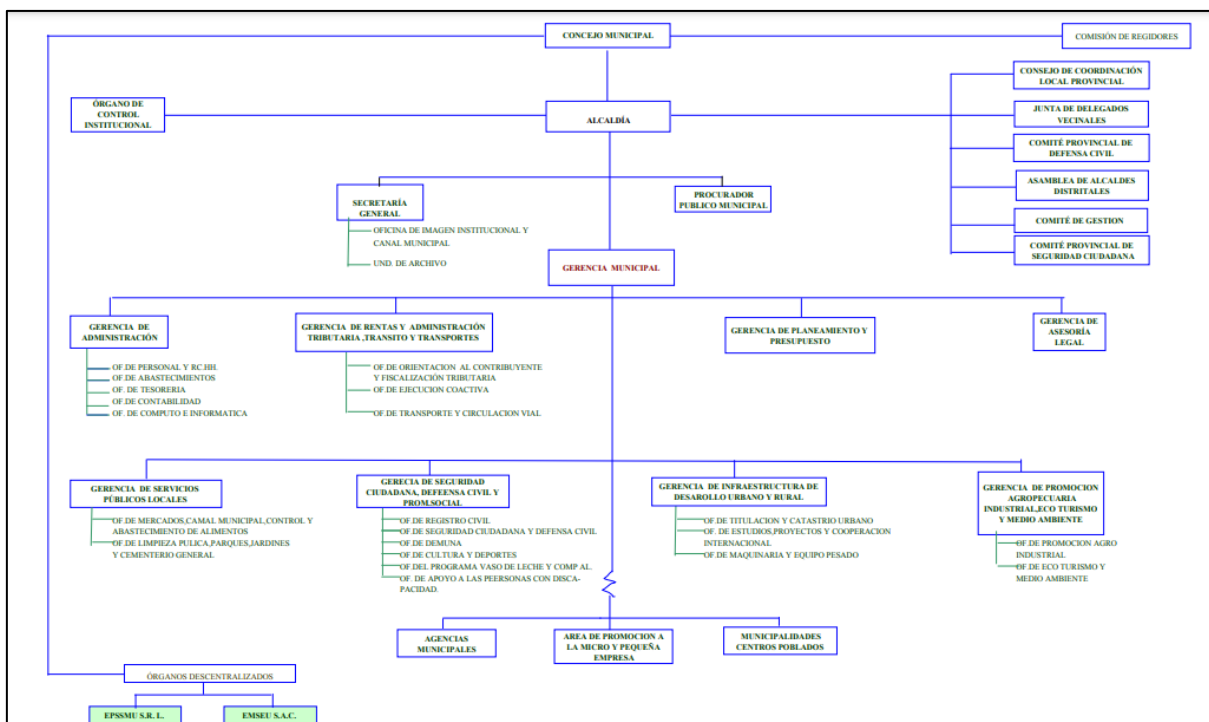 CONCEJO MUNICIPAL
COMISIÓN DE REGIDORES
CONSEJO DE COORDINACIÓN
LOCAL PROVINCIAL
ÓRGANO DE
CONTROL
INSTITUCIONAL
ALCALDÍA
JUNTA DE DELEGADOS
VECINALES
COMITÉ PROVINCIAL DE
DEFENSA CIVIL
ASAMBLEA DE ALCALDES
DISTRITALES
COMITÉ DE GESTION
COMITÉ PROVINCIAL DE
SEGURIDAD CIUDADANA
SECRETARÍA
GENERAL
OFICINA DE IMAGEN INSTITUCIONAL Y
CANAL MUNICIPAL
UND. DE ARCHIVO
PROCURADOR
PUBLICO MUNICIPAL
GERENCIA MUNICIPAL
GERENCIA DE
ADMINISTRACIÓN
OF.DE PERSONAL Y RC.HH.
OF.DE ABASTECIMIENTOS
OF. DE TESORERIA
OF.DE CONTABILIDAD
OF. DE COMPUTO E INFORMATICA
GERENCIA DE RENTAS Y ADMINISTRACIÓN
TRIBUTARIA ,TRANSITO Y TRANSPORTES
OF.DE ORIENTACION AL CONTRIBUYENTE
Y FISCALIZACIÓN TRIBUTARIA
OF.DE EJECUCION COACTIVA
OF.DE TRANSPORTE Y CIRCULACION VIAL
GERENCIA DE PLANEAMIENTO Y
PRESUPUESTO
GERENCIA DE
ASESORÍA
LEGAL
GERENCIA DE SERVICIOS
PÚBLICOS LOCALES
OF.DE MERCADOS,CAMAL MUNICIPAL,CONTROL Y
ABASTECIMIENTO DE ALIMENTOS
OF.DE LIMPIEZA PULICA,PARQUES,JARDINES
Y CEMENTERIO GENERAL
GERECIA DE SEGURIDAD
CIUDADANA, DEFEENSA CIVIL Y
PROM.SOCIAL
OF.DE REGISTRO CIVIL
OF.DE SEGURIDAD CIUDADANA Y DEFENSA CIVIL
OF.DE DEMUNA
OF.DE CULTURA Y DEPORTES
OF.DEL PROGRAMA VASO DE LECHE Y COMP AL.
OF. DE APOYO A LAS PEERSONAS CON DISCA-
PACIDAD.
GERENCIA DE INFRAESTRUCTURA DE
DESAROLLO URBANO Y RURAL
OF.DE TITULACION Y CATASTRIO URBANO
OF. DE ESTUDIOS,PROYECTOS Y COOPERACION
INTERNACIONAL
OF.DE MAQUINARIA Y EQUIPO PESADO
GERENCIA DE PROMOCION
AGROPECUARIA
INDUSTRIAL,ECO TURISMO
Y MEDIO AMBIENTE
OF.DE PROMOCION AGRO
INDUSTRIAL
OF.DE ECO TURISMO Y
MEDIO AMBIENTE
AGENCIAS
MUNICIPALES
AREA DE PROMOCION A
LA MICRO Y PEQUEÑA
EMPRESA
MUNICIPALIDADES
CENTROS POBLADOS
ÓRGANOS DESCENTRALIZADOS
EPSSMU S.R. L.
EMSEU S.A.C.